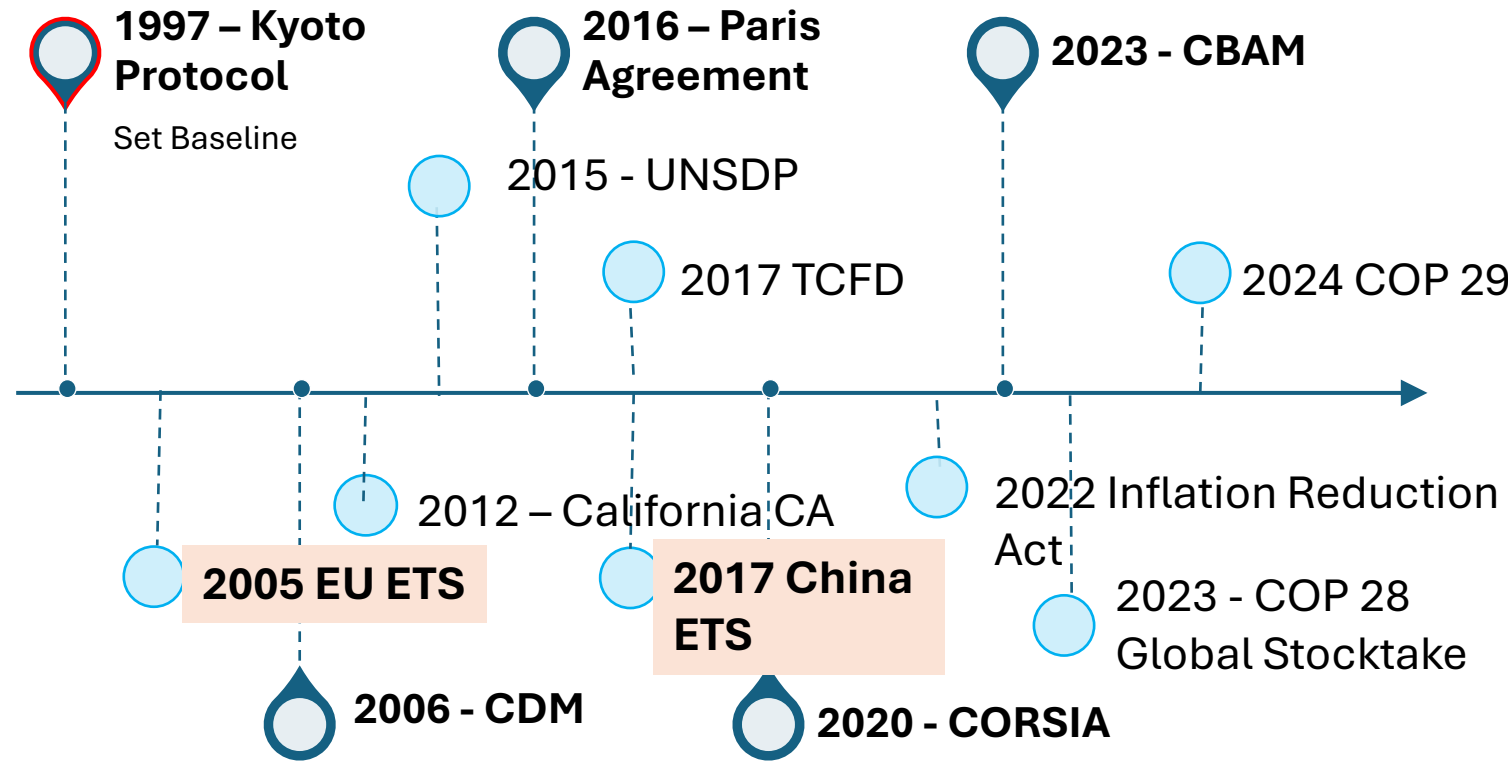 1997 – Kyoto
Protocol
Set Baseline
2016 – Paris
Agreement
2023 - CBAM
2015 - UNSDP
2017 TCFD
2024 COP 29
2012 – California CA
2022 Inflation Reduction
Act
2005 EU ETS
2017 China
ETS
2023 - COP 28
Global Stocktake
2006 - CDM
2020 - CORSIA